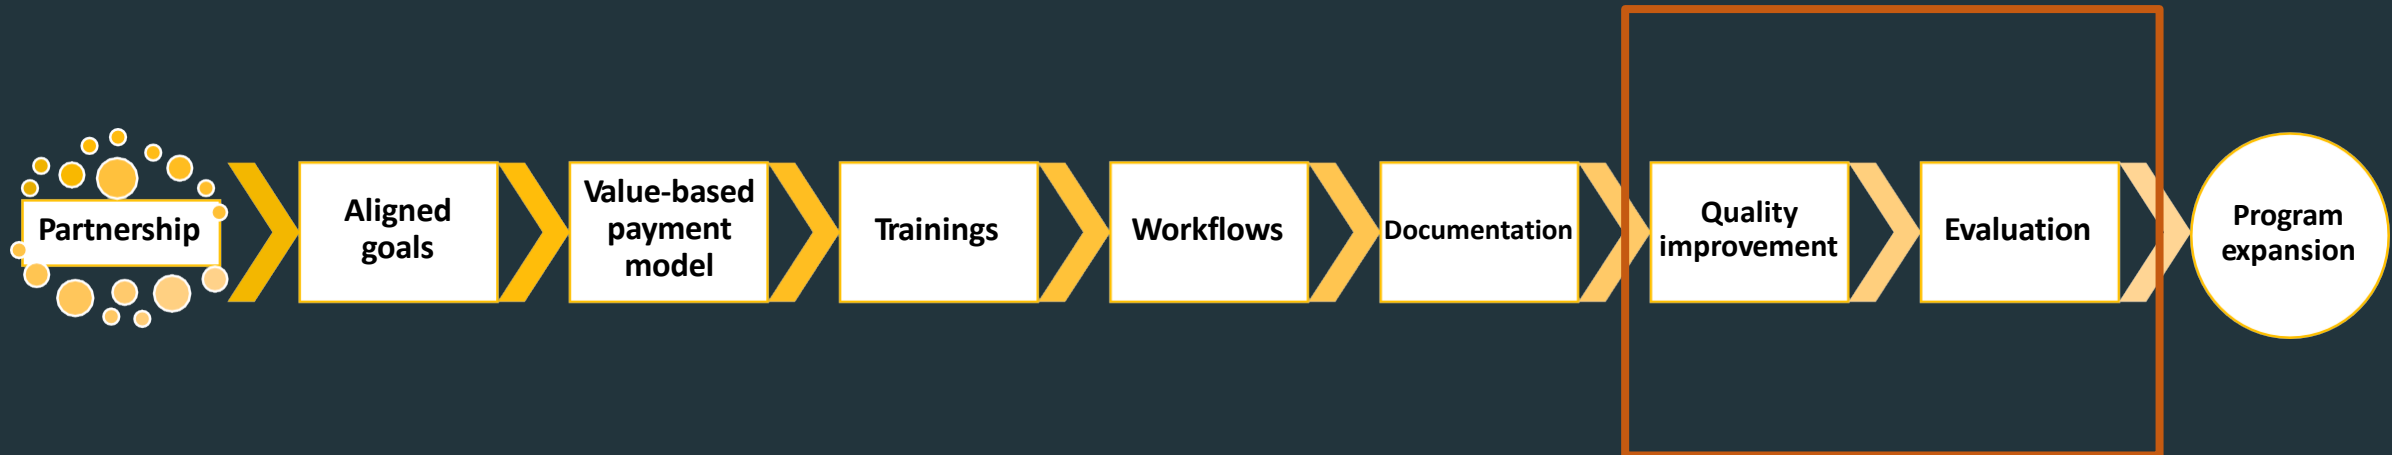 Partnership
Aligned
goals
Value-based
payment
model
Trainings
Workflows
Documentation
Quality
improvement
Evaluation
Program
expansion